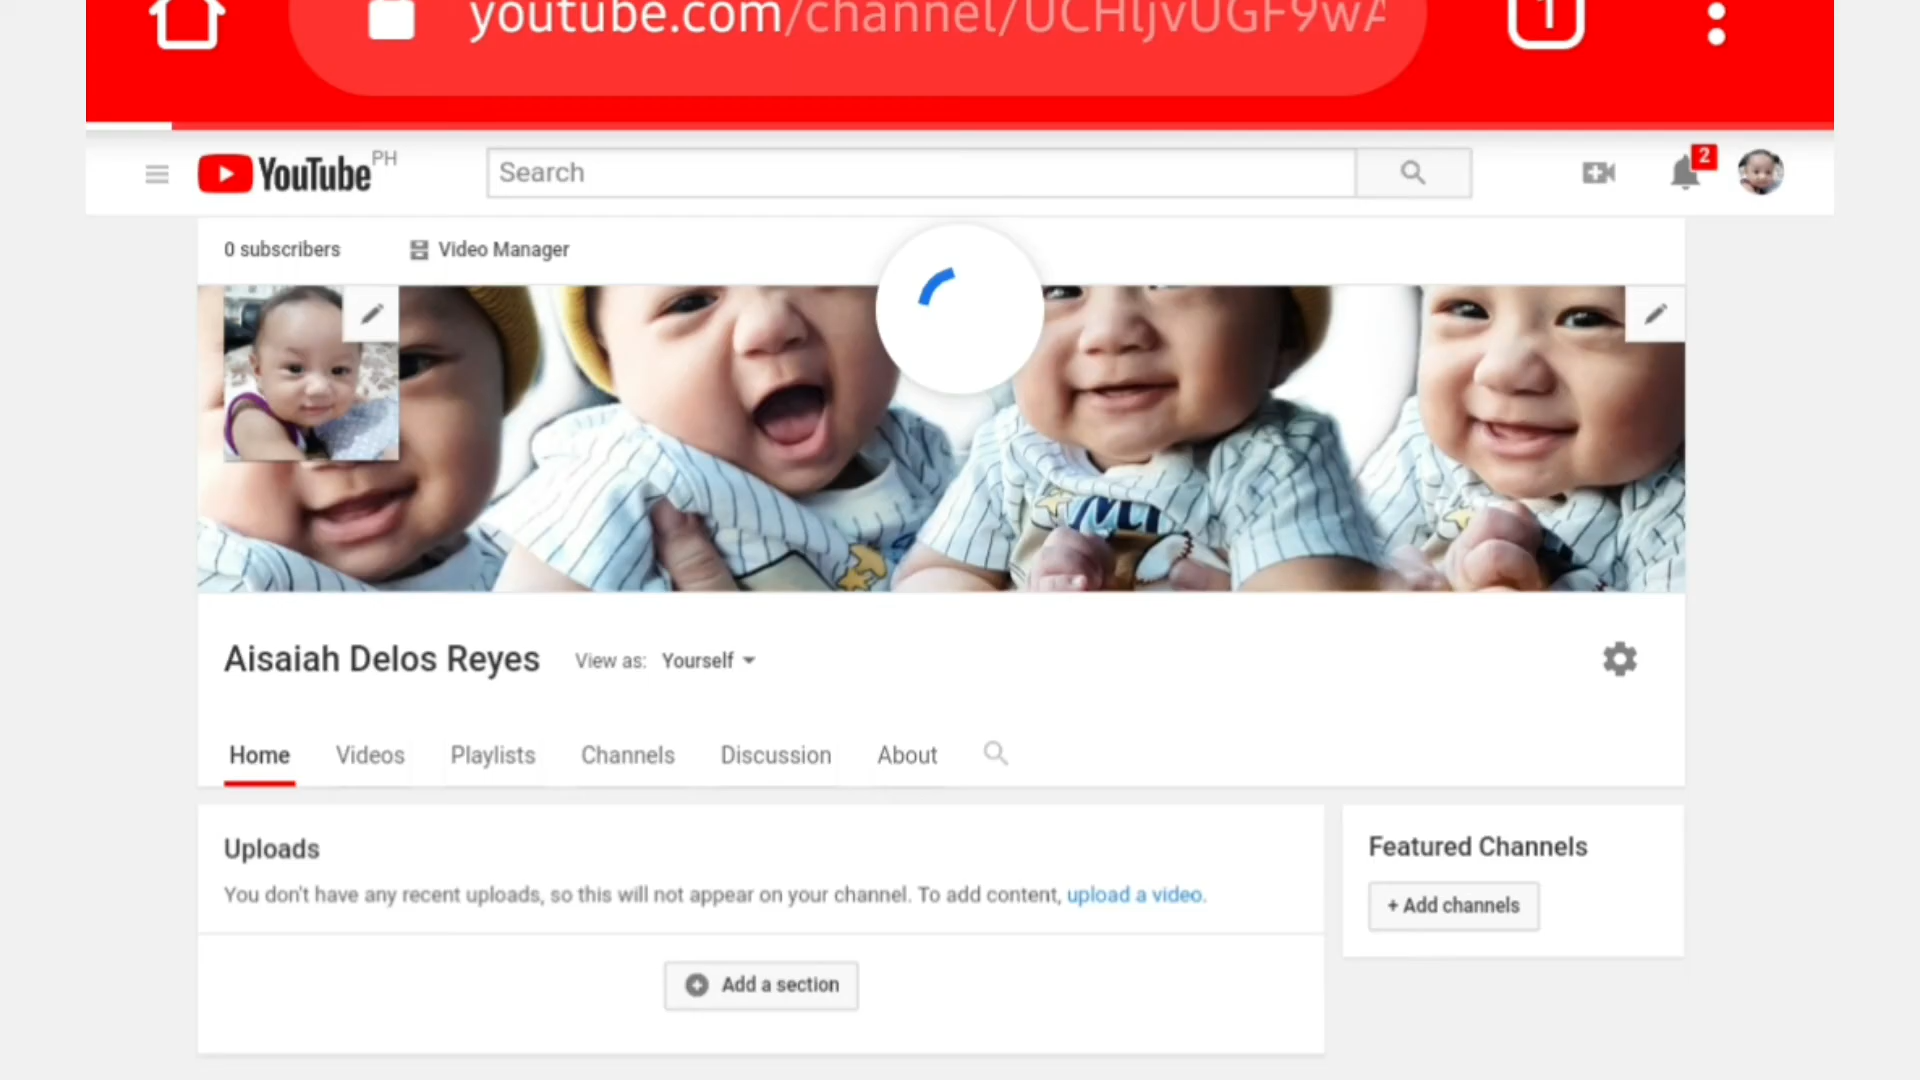 youtube.com/channel/UCHljvUGF9wA
1
YouTube PH
Search
2
0 subscribers
Video Manager
Aisaiah Delos Reyes
View as: Yourself
Home
Videos
Playlists
Channels
Discussion
About
Uploads
You don't have any recent uploads, so this will not appear on your channel. To add content, upload a video.
Add a section
Featured Channels
+ Add channels